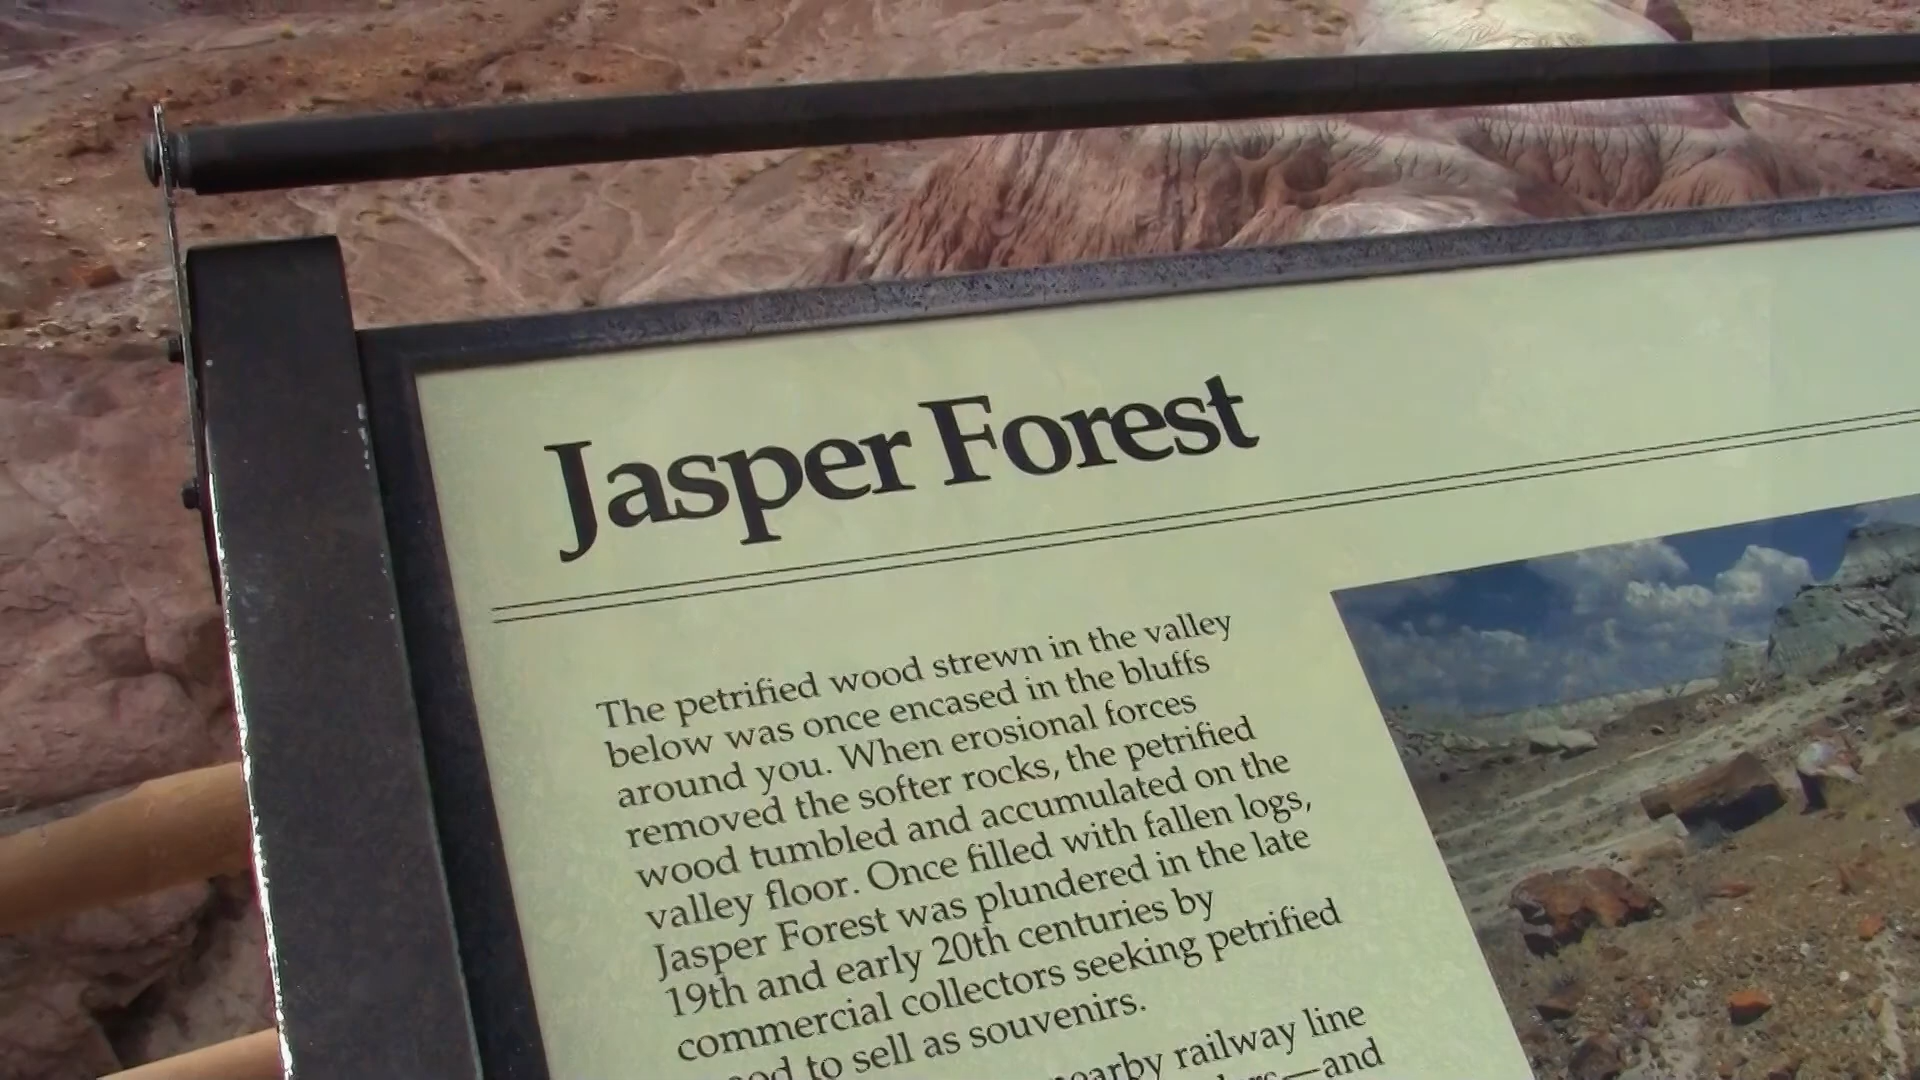 Jasper Forest
The petrified wood strewn in the valley
below was once encased in the bluffs
around you. When erosional forces
removed the softer rocks, the petrified
wood tumbled and accumulated on the
valley floor. Once filled with fallen logs,
Jasper Forest was plundered in the late
19th and early 20th centuries by
commercial collectors seeking petrified
to sell as souvenirs.
railway line
and